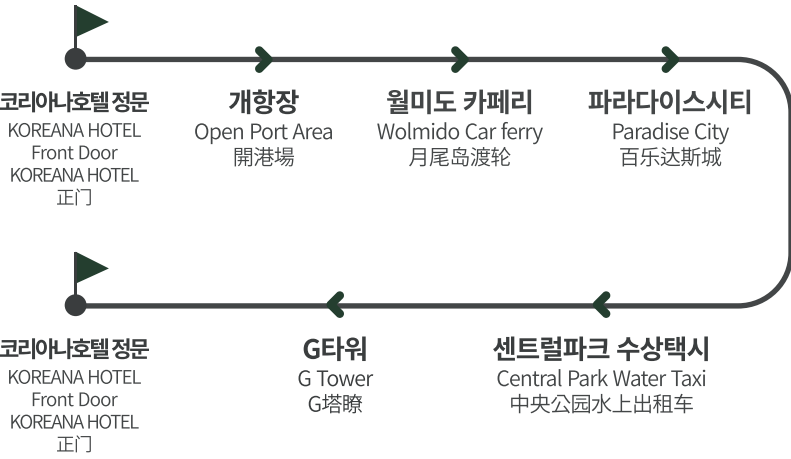 코리아나호텔 정문
KOREANA HOTEL
Front Door
KOREANA HOTEL
正门
개항장
Open Port Area
開港場
월미도 카페리
Wolmido Car ferry
月尾岛渡轮
파라다이스시티
Paradise City
百乐达斯城
코리아나호텔 정문
KOREANA HOTEL
Front Door
KOREANA HOTEL
正门
G타워
G Tower
G塔瞭
센트럴파크 수상택시
Central Park Water Taxi
中央公园水上出租车